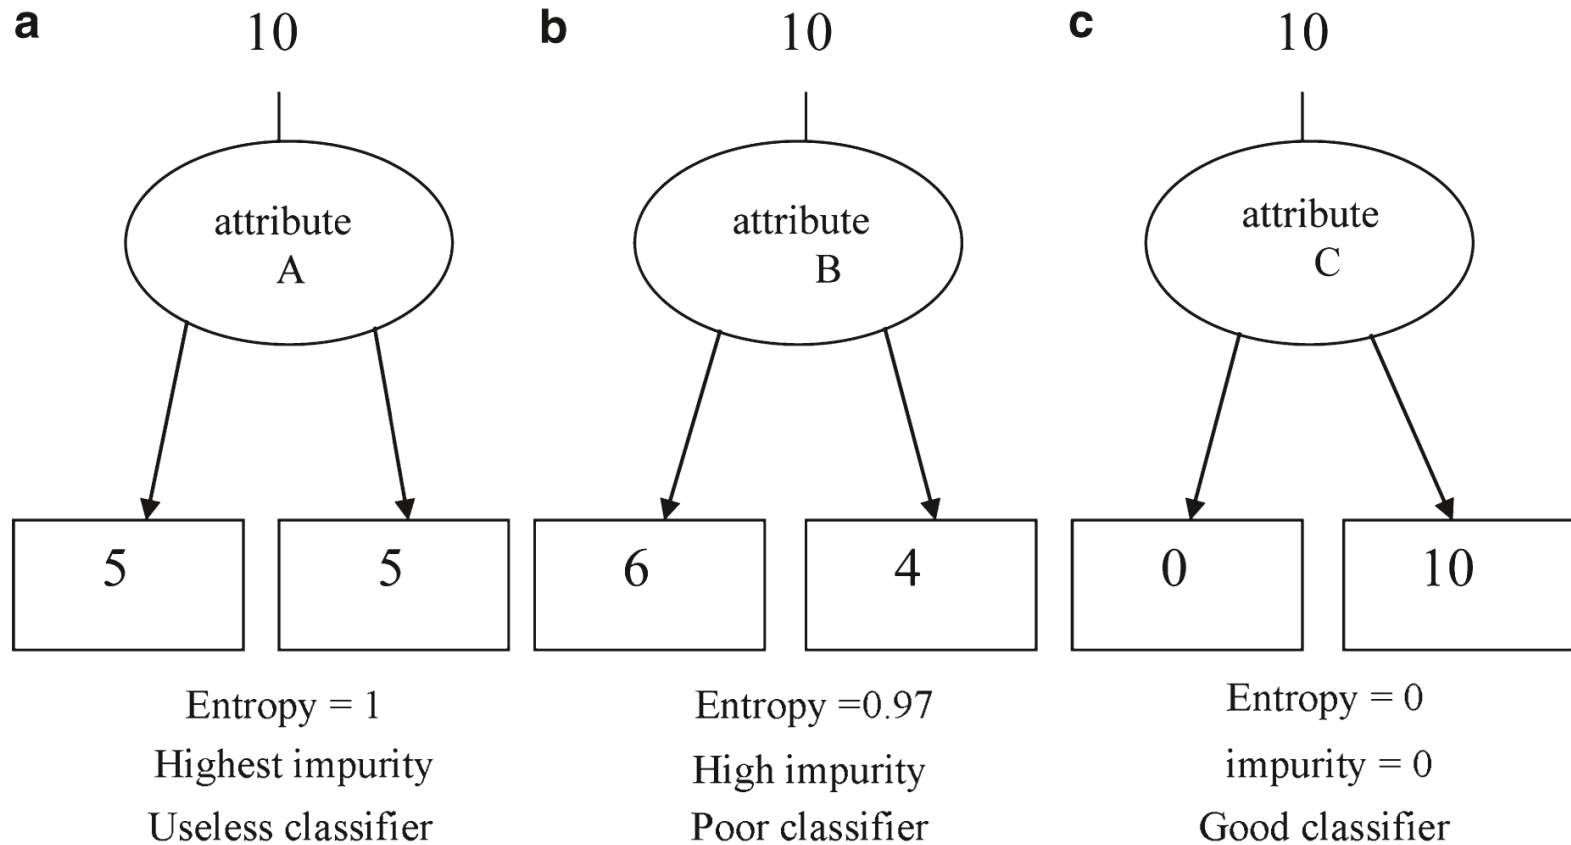 a
10
attribute
A
5
5
Entropy = 1
Highest impurity
Useless classifier
b
10
attribute
B
6
4
Entropy =0.97
High impurity
Poor classifier
c
10
attribute
C
0
10
Entropy = 0
impurity = 0
Good classifier